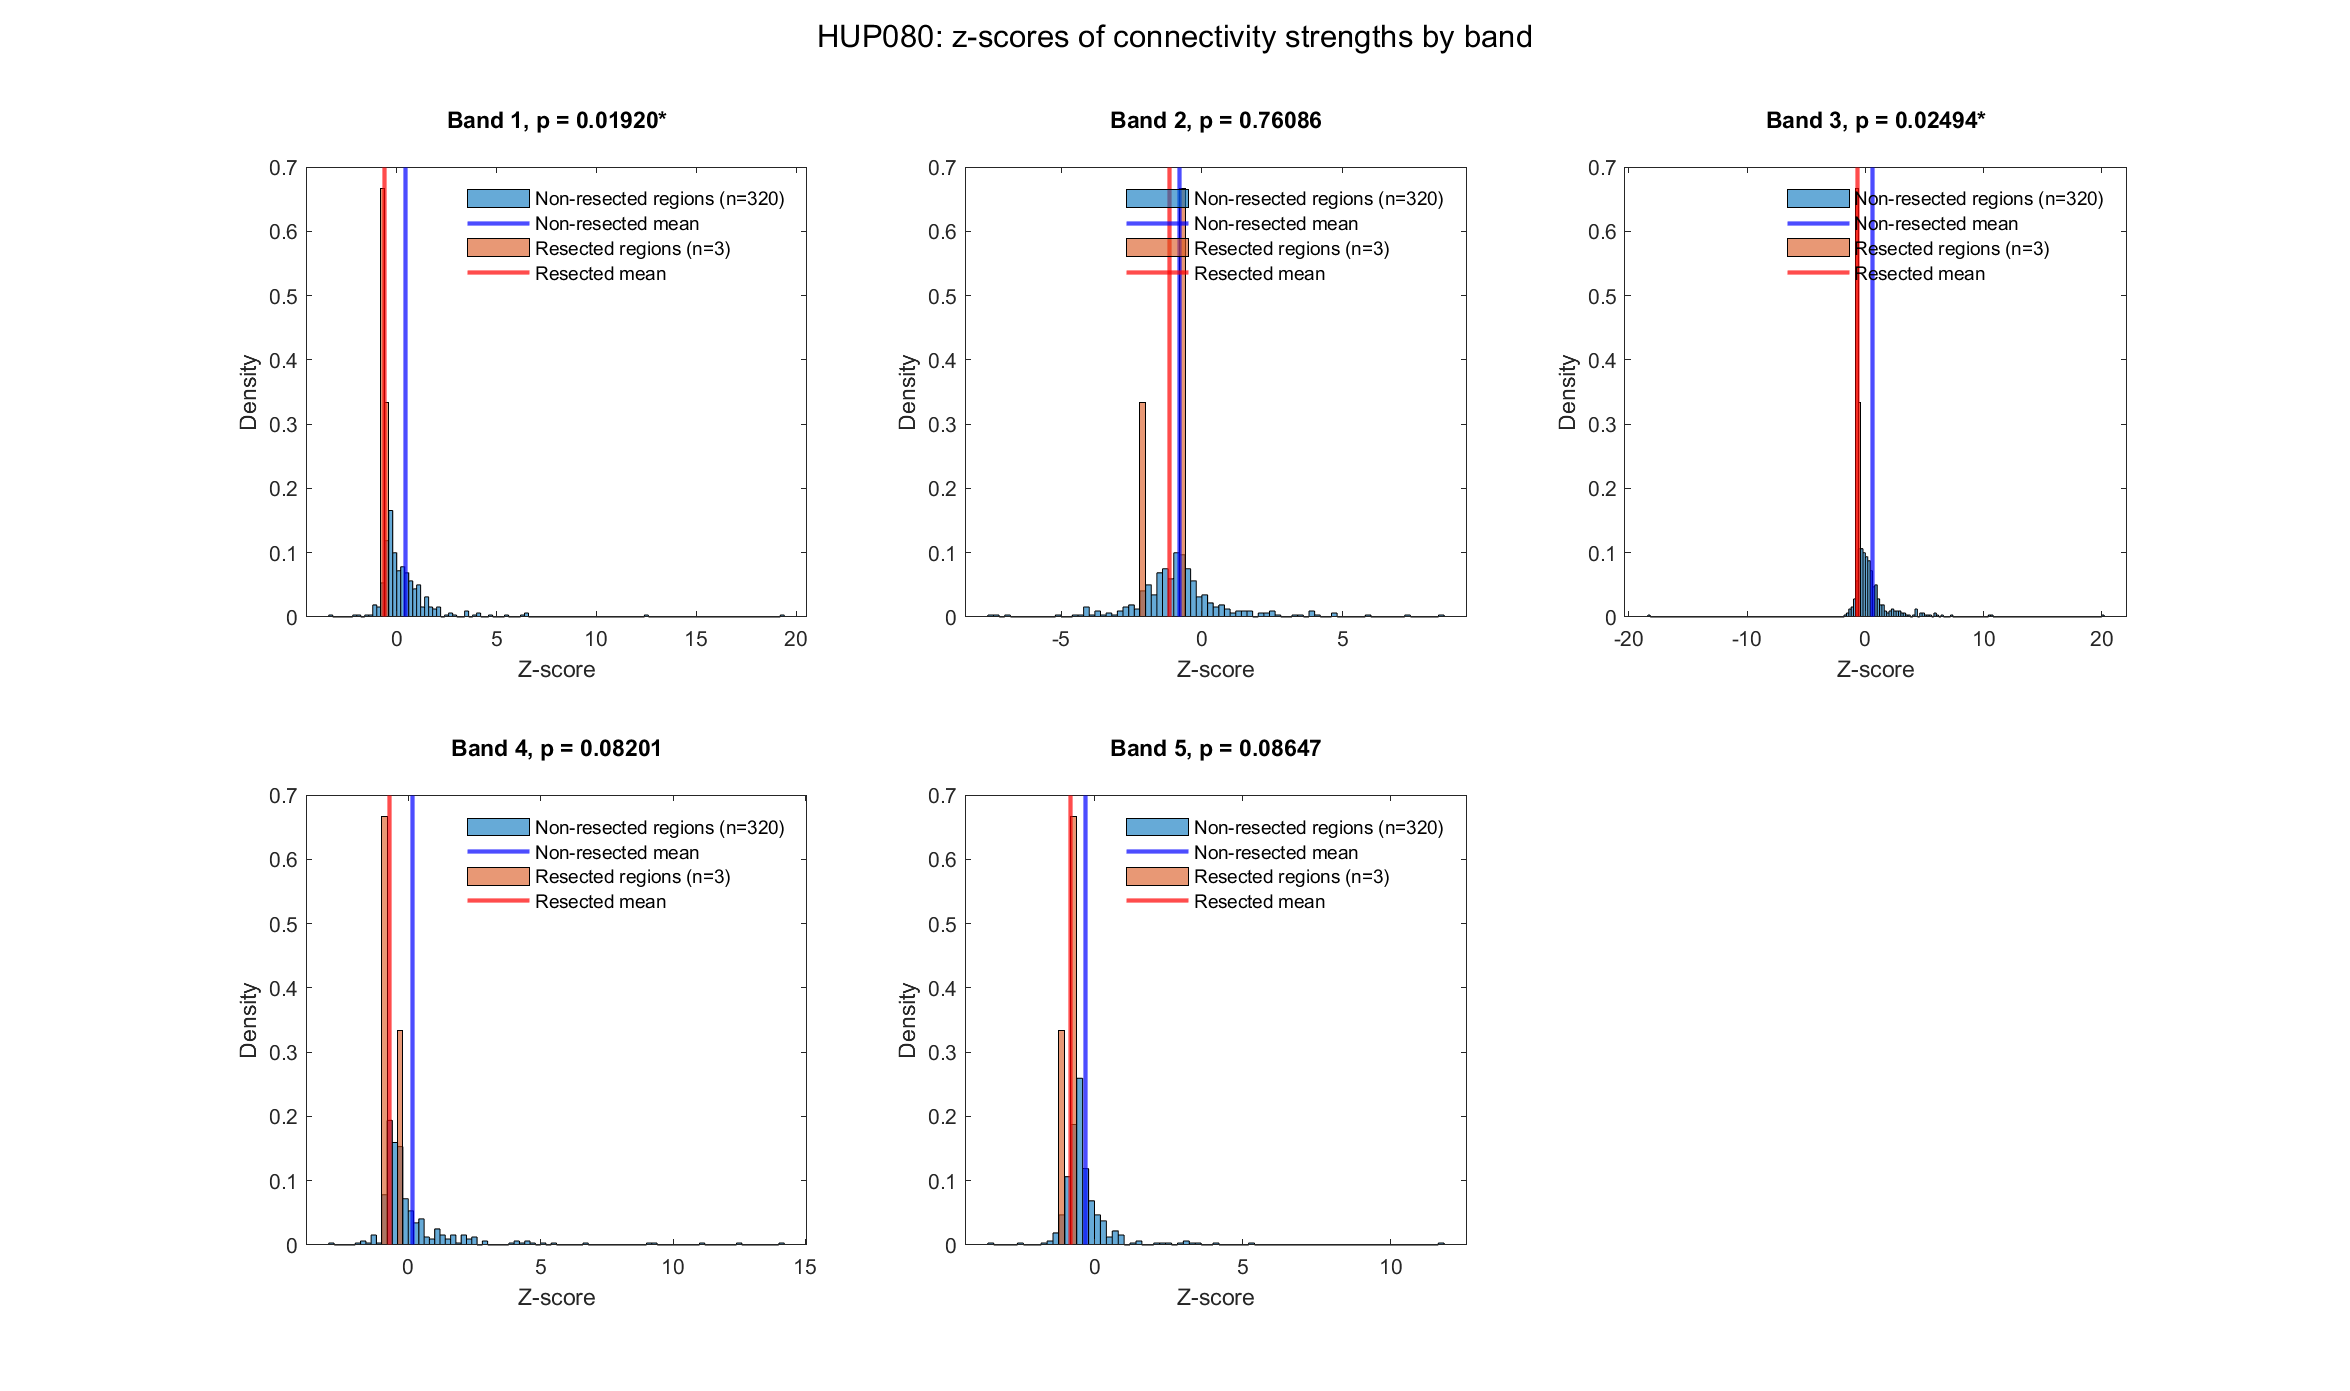 HUP080: z-scores of connectivity strengths by band
Band 1, p = 0.01920*
0.7
0.6
0.5
0.4
0.3
0.2
0.1
0
Density
0
5
10
15
20
Z-score
Non-resected regions (n=320)
Non-resected mean
Resected regions (n=3)
Resected mean
Band 2, p = 0.76086
0.7
0.6
0.5
0.4
0.3
0.2
0.1
0
Density
-5
0
5
Z-score
Non-resected regions (n=320)
Non-resected mean
Resected regions (n=3)
Resected mean
Band 3, p = 0.02494*
0.7
0.6
0.5
0.4
0.3
0.2
0.1
0
Density
-20
-10
0
10
20
Z-score
Non-resected regions (n=320)
Non-resected mean
Resected regions (n=3)
Resected mean
Band 4, p = 0.08201
0.7
0.6
0.5
0.4
0.3
0.2
0.1
0
Density
0
5
10
15
Z-score
Non-resected regions (n=320)
Non-resected mean
Resected regions (n=3)
Resected mean
Band 5, p = 0.08647
0.7
0.6
0.5
0.4
0.3
0.2
0.1
0
Density
0
5
10
Z-score
Non-resected regions (n=320)
Non-resected mean
Resected regions (n=3)
Resected mean